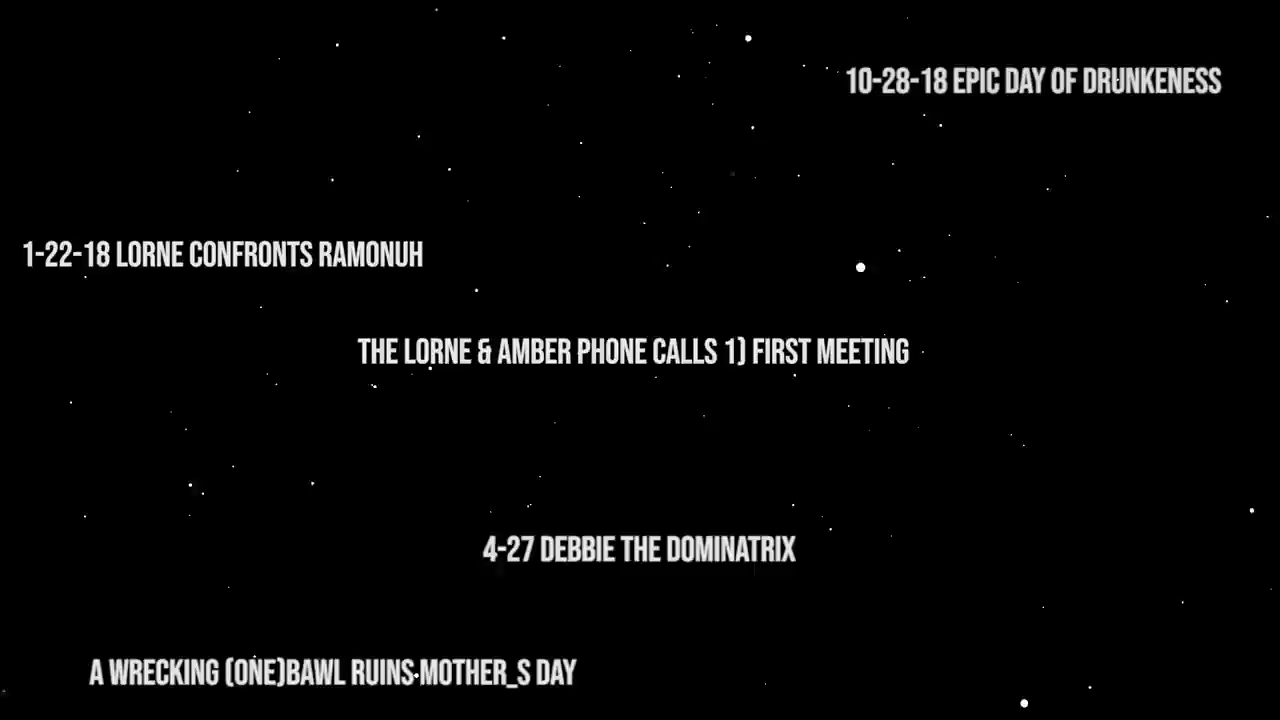 10-28-18 EPIC DAY OF DRUNKENESS
1-22-18 LORNE CONFRONTS RAMONUH
THE LORNE & AMBER PHONE CALLS 1) FIRST MEETING
4-27 DEBBIE THE DOMINATRIX
A WRECKING (ONE)BAWL RUINS MOTHER_S DAY